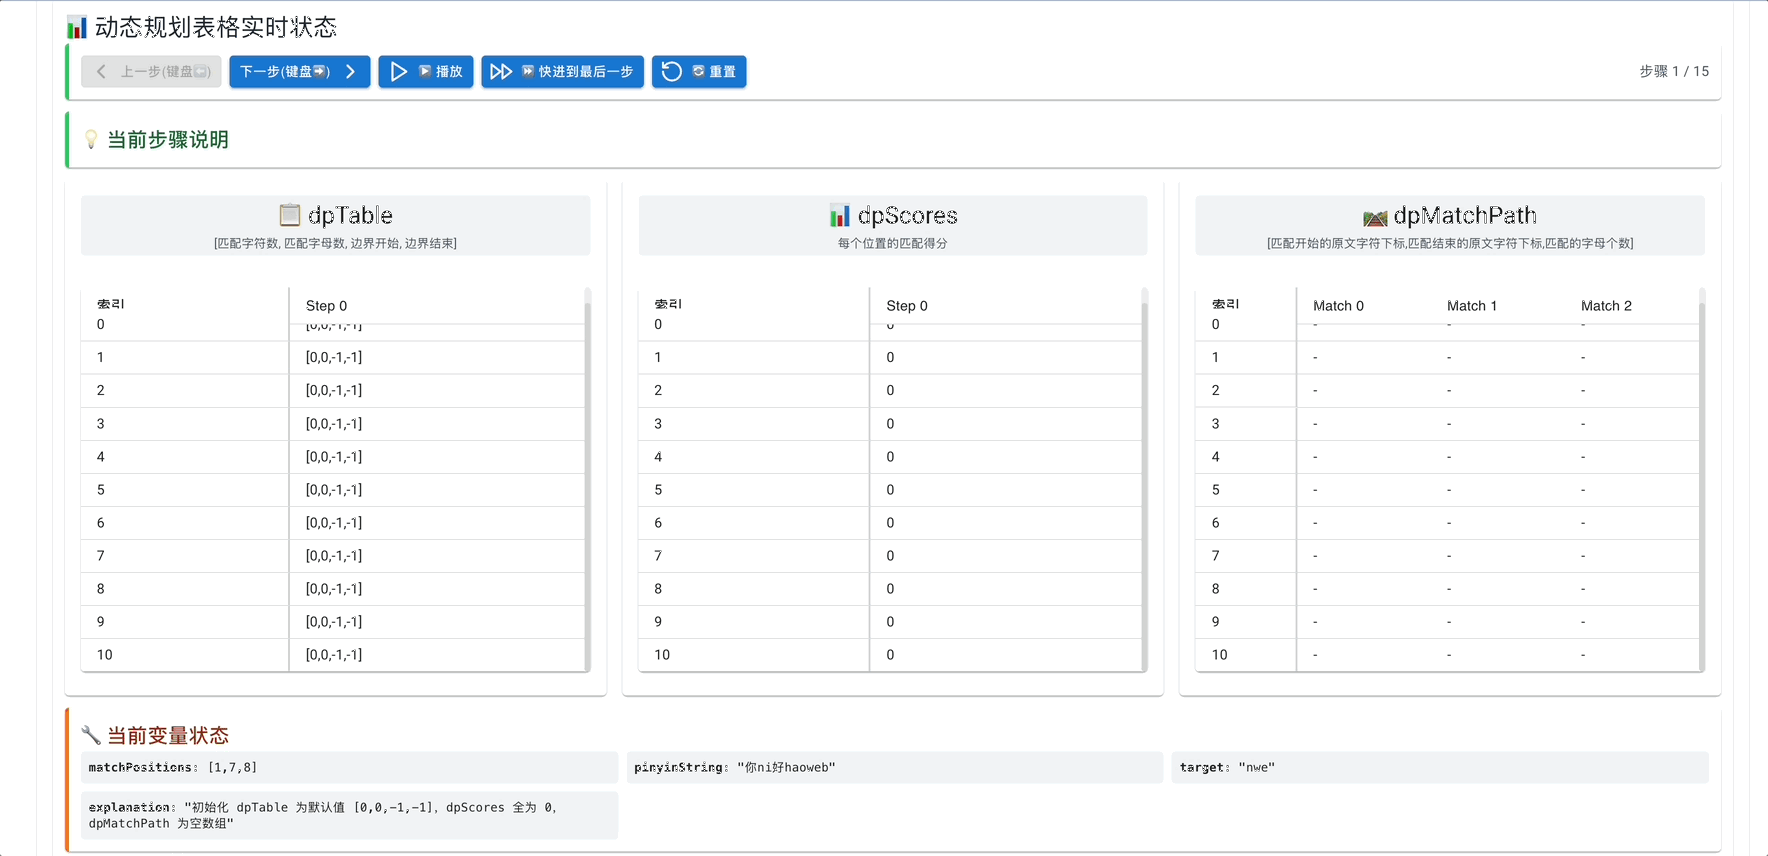 📊 动态规划表格实时状态
上一步(键盘⬅️) 下一步(键盘➡️) ▶️ 播放 ⏩ 快进到最后一步 🔄 重置 步骤 1 / 15
💡 当前步骤说明
📋 dpTable
[匹配字符数, 匹配字母数, 边界开始, 边界结束]
索引 Step 0
0 [0,0,-1,-1]
1 [0,0,-1,-1]
2 [0,0,-1,-1]
3 [0,0,-1,-1]
4 [0,0,-1,-1]
5 [0,0,-1,-1]
6 [0,0,-1,-1]
7 [0,0,-1,-1]
8 [0,0,-1,-1]
9 [0,0,-1,-1]
10 [0,0,-1,-1]
📊 dpScores
每个位置的匹配得分
索引 Step 0
0 0
1 0
2 0
3 0
4 0
5 0
6 0
7 0
8 0
9 0
10 0
🛤️ dpMatchPath
[匹配开始的原文字符下标,匹配结束的原文字符下标,匹配的字母个数]
索引 Match 0 Match 1 Match 2
0 - - -
1 - - -
2 - - -
3 - - -
4 - - -
5 - - -
6 - - -
7 - - -
8 - - -
9 - - -
10 - - -
🔧 当前变量状态
matchPositions: [1,7,8]
pinyinString: "你ni好haoweb"
target: "nwe"
explanation: "初始化 dpTable 为默认值 [0,0,-1,-1], dpScores 全为 0,
dpMatchPath 为空数组"